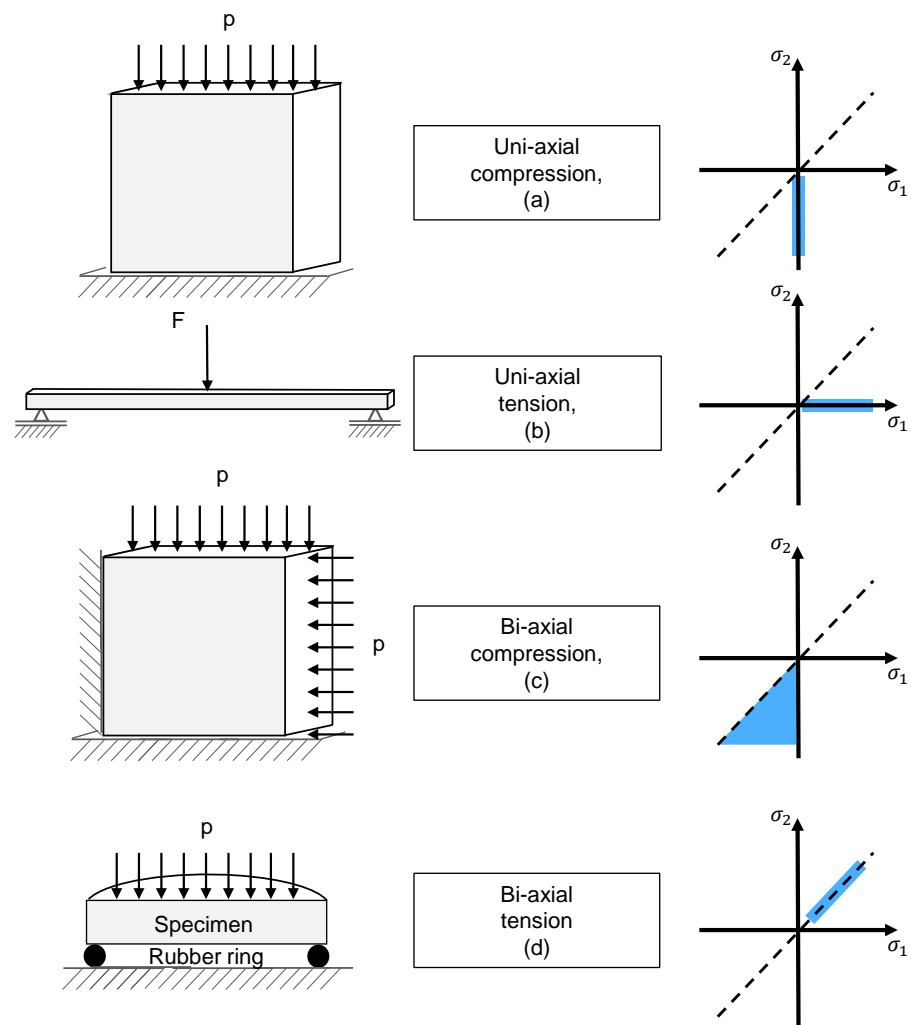 p
Uni-axial
compression,
(a)
σ₂
σ₁
F
Uni-axial
tension,
(b)
σ₂
σ₁
p
p
Bi-axial
compression,
(c)
σ₂
σ₁
p
Specimen
Rubber ring
Bi-axial
tension
(d)
σ₂
σ₁